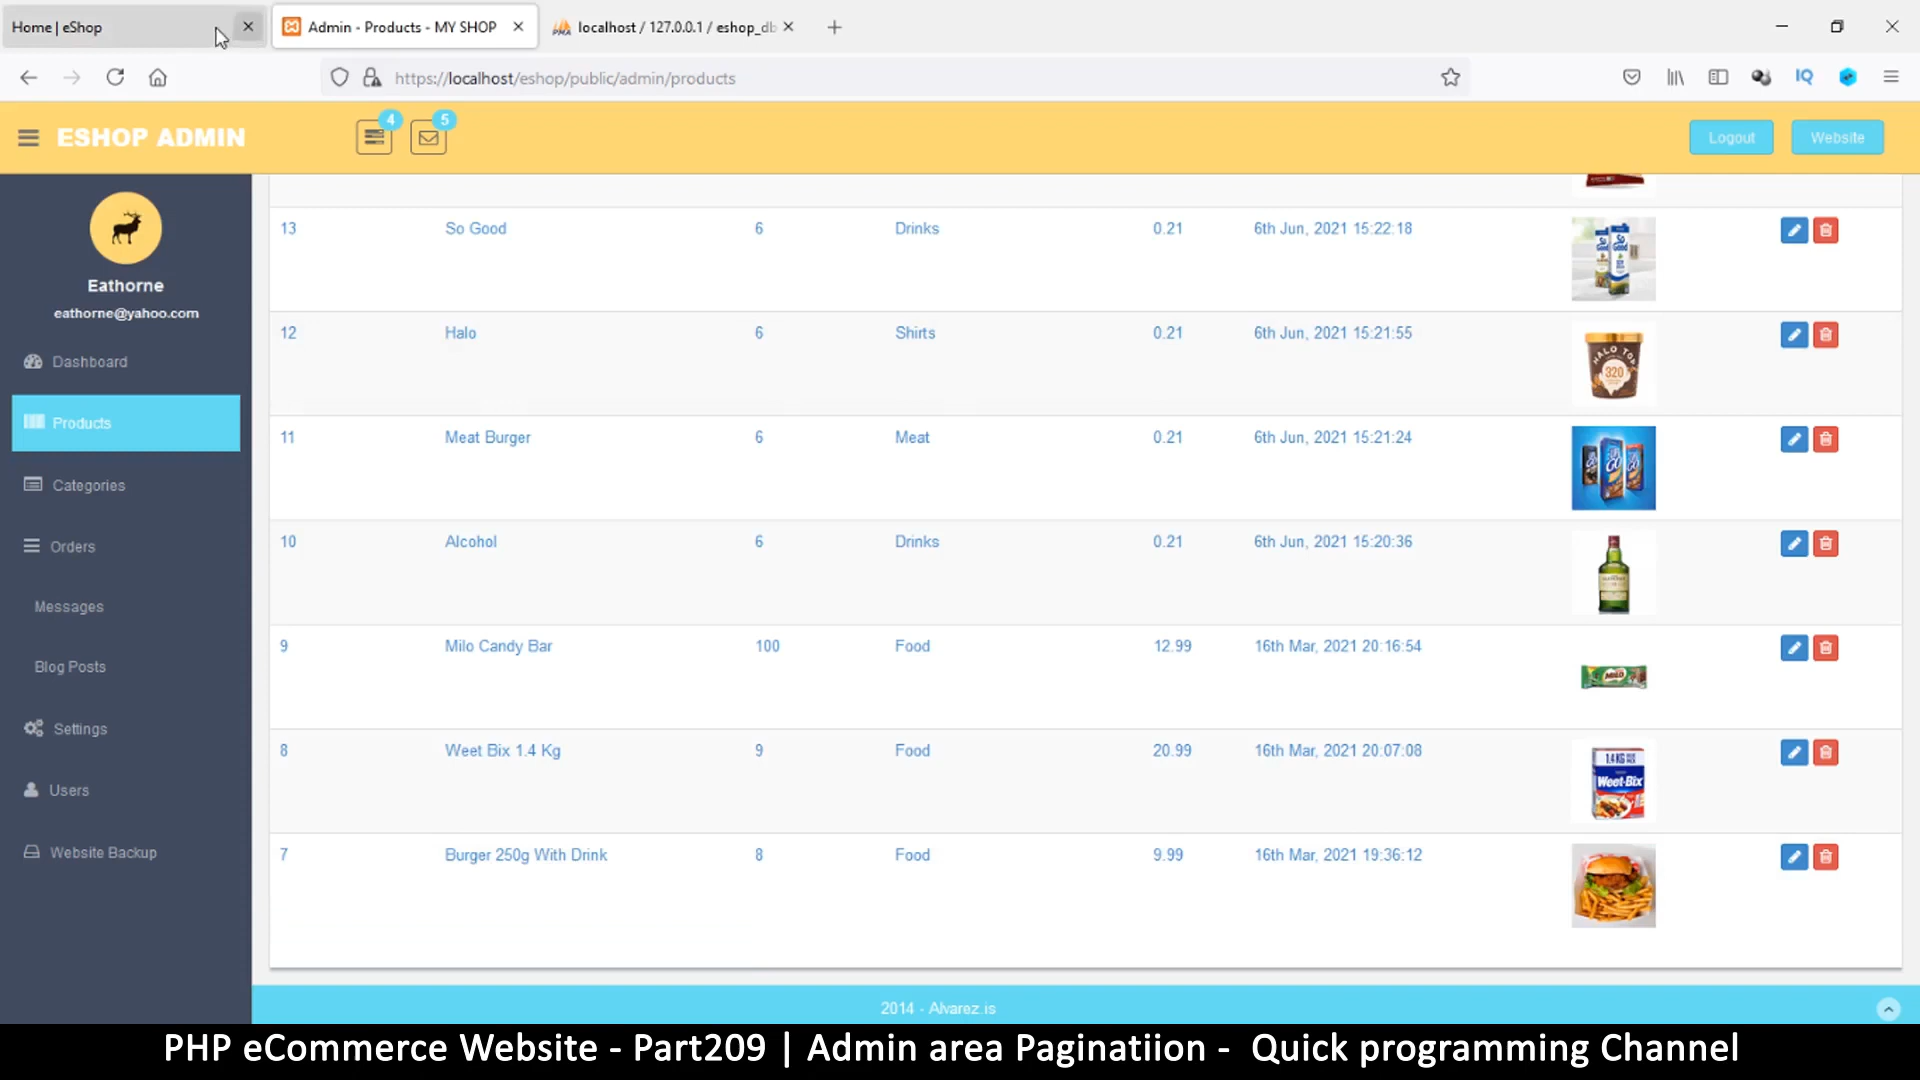 Home | eShop
Admin - Products - MY SHOP
localhost / 127.0.0.1 / eshop_db
https://localhost/eshop/public/admin/products
IQ
ESHOP ADMIN
4
5
Logout
Website
Eathorne
eathorne@yahoo.com
Dashboard
Products
Categories
Orders
Messages
Blog Posts
Settings
Users
Website Backup
13 So Good 6 Drinks 0.21 6th Jun, 2021 15:22:18
12 Halo 6 Shirts 0.21 6th Jun, 2021 15:21:55
HALO TOP
320
11 Meat Burger 6 Meat 0.21 6th Jun, 2021 15:21:24
10 Alcohol 6 Drinks 0.21 6th Jun, 2021 15:20:36
9 Milo Candy Bar 100 Food 12.99 16th Mar, 2021 20:16:54
MILO
8 Weet Bix 1.4 Kg 9 Food 20.99 16th Mar, 2021 20:07:08
Weet-Bix
7 Burger 250g With Drink 8 Food 9.99 16th Mar, 2021 19:36:12
2014 - Alvarez.is
PHP eCommerce Website - Part209 | Admin area Paginatiion - Quick programming Channel